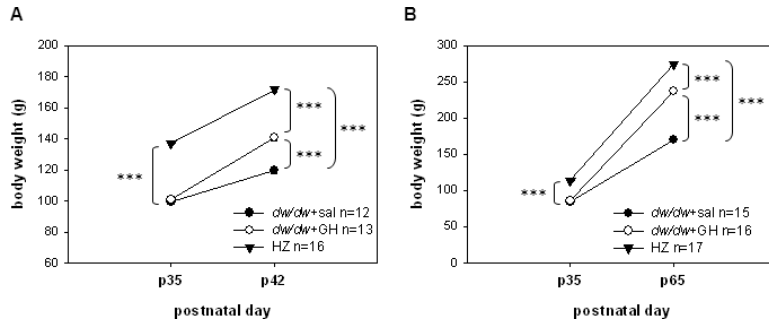 A
body weight (g)
200
180
160
140
120
100
80
60
***
***
***
***
dw/dw+sal n=12
dw/dw+GH n=13
HZ n=16
p35
p42
postnatal day
B
body weight (g)
300
250
200
150
100
50
0
***
***
***
***
dw/dw+sal n=15
dw/dw+GH n=16
HZ n=17
p35
p65
postnatal day